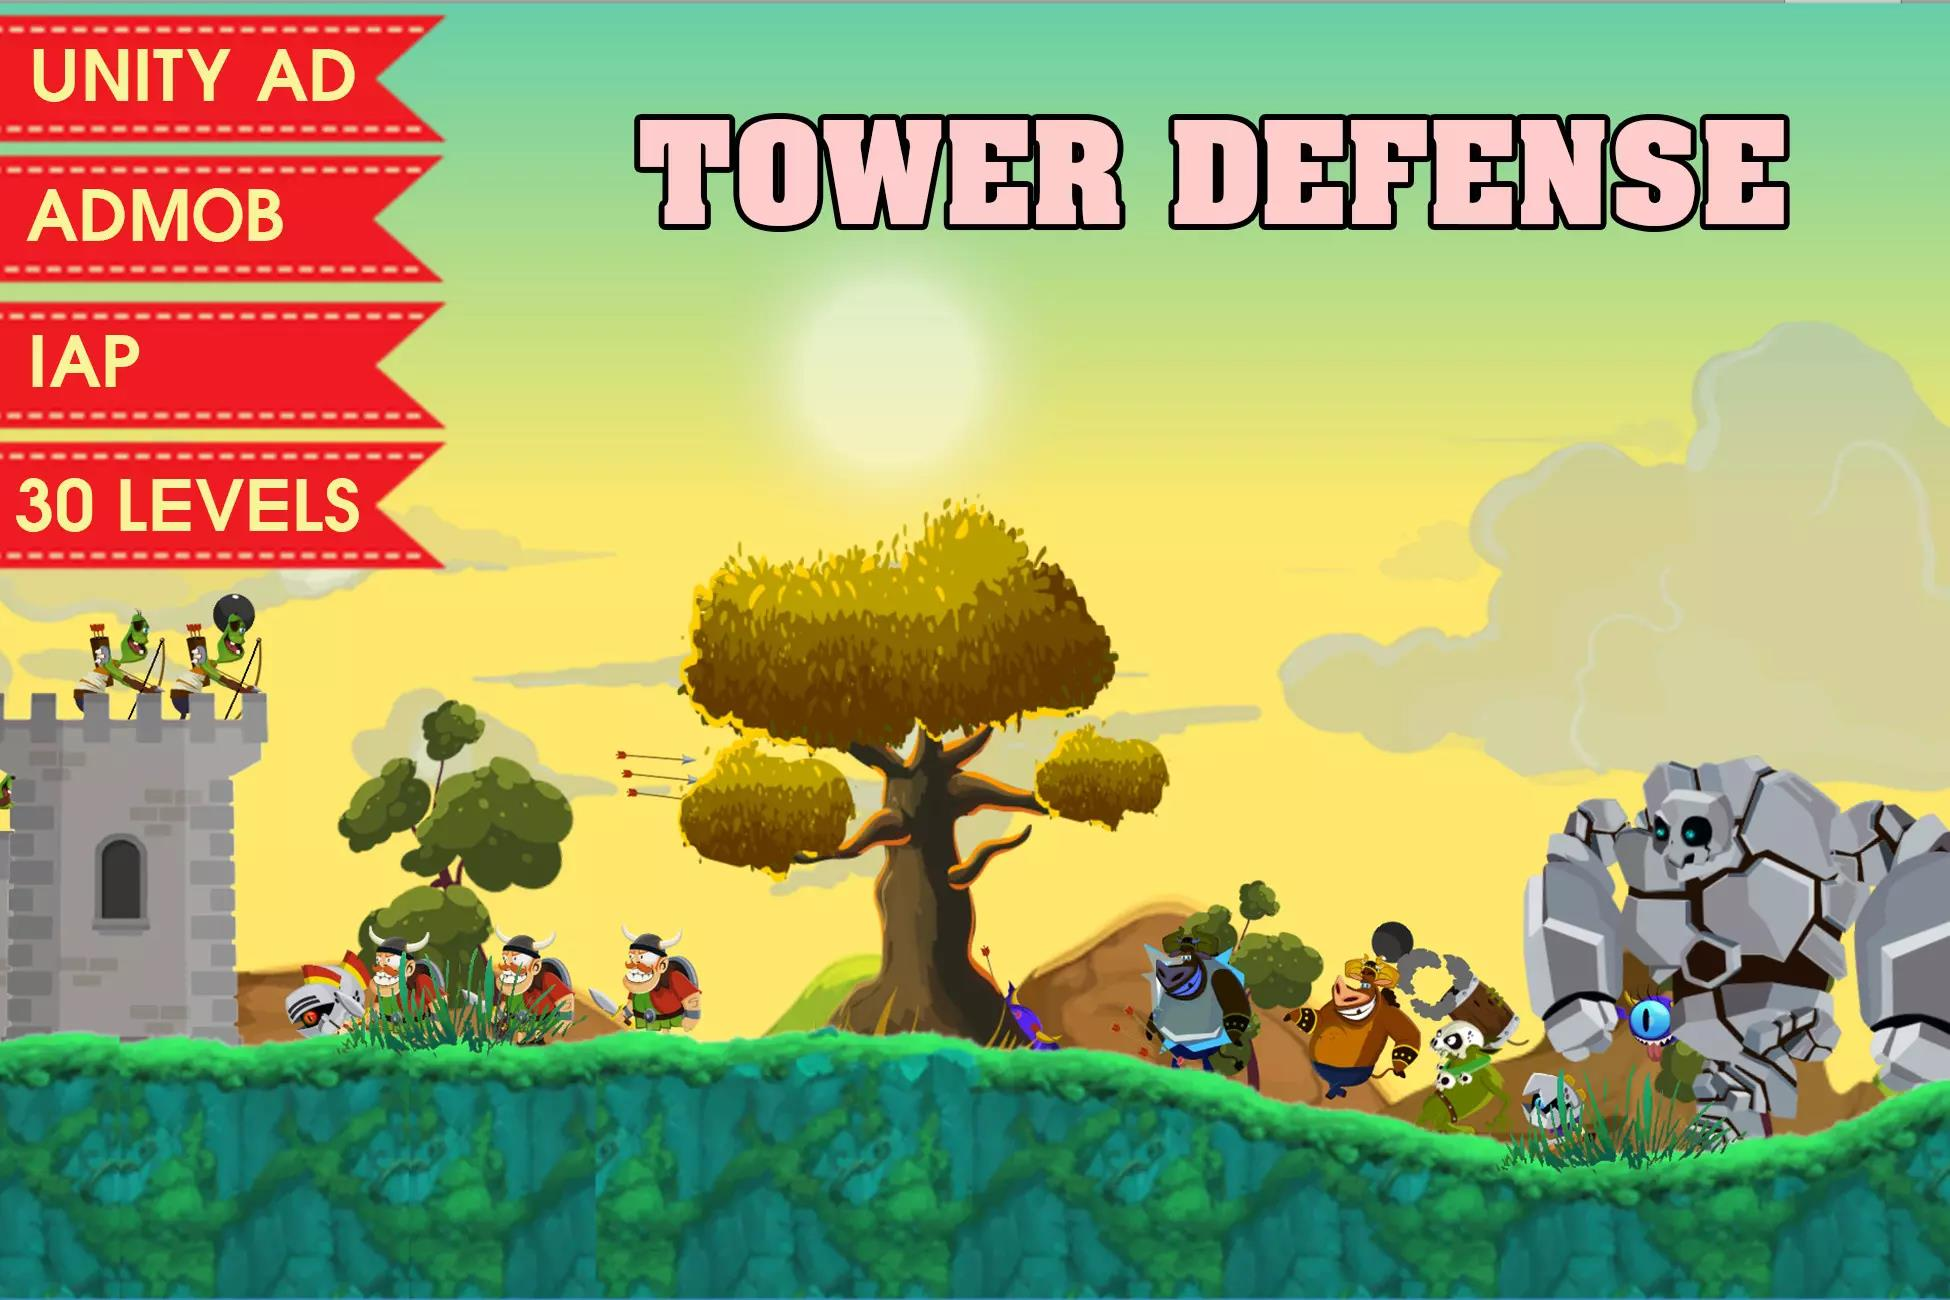 UNITY AD
ADMOB
IAP
30 LEVELS
TOWER DEFENSE